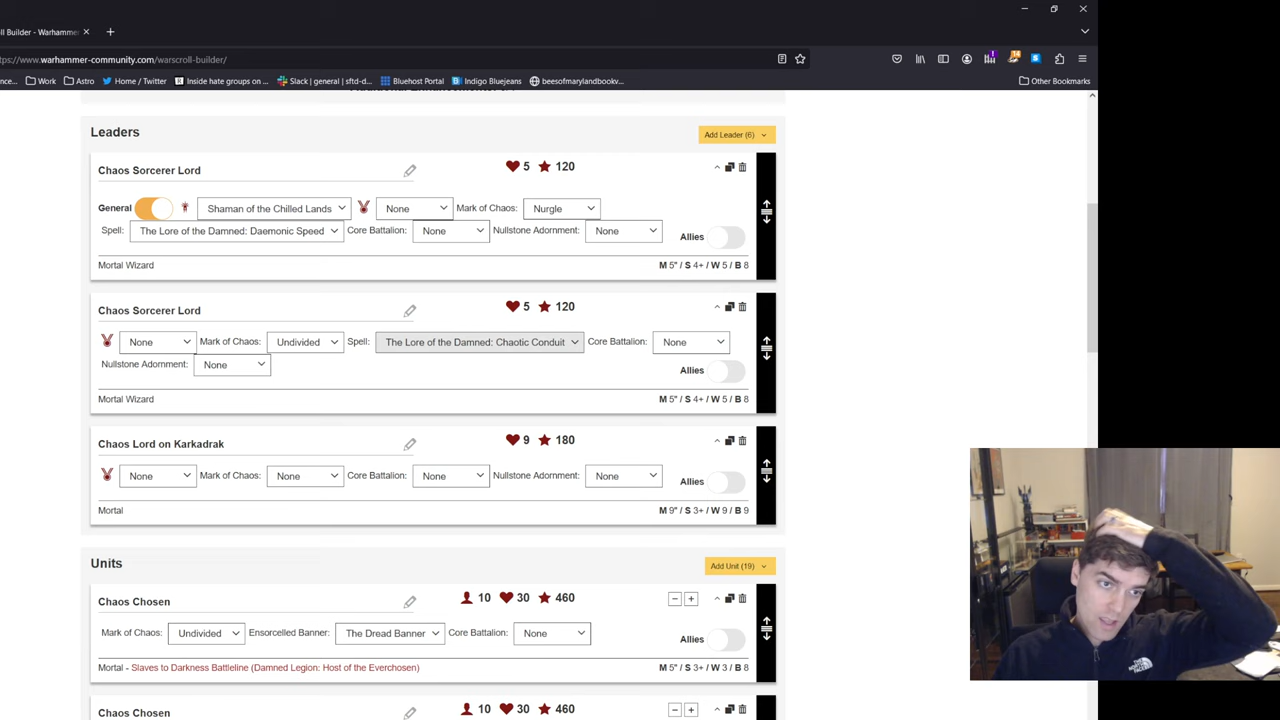 ll Builder - Warhamme
ttps://www.warhammer-community.com/warscroll-builder/
1
14
nce... Work Astro Home / Twitter Inside hate groups on ... Slack | general | sftd-d... Bluehost Portal Indigo Bluejeans beesofmarylandbookv... Other Bookmarks
Leaders
Add Leader (6)
Chaos Sorcerer Lord 5 120
General Shaman of the Chilled Lands None Mark of Chaos: Nurgle
Spell: The Lore of the Damned: Daemonic Speed Core Battalion: None Nullstone Adornment: None Allies
Mortal Wizard M 5" / S 4+ / W 5 / B 8
Chaos Sorcerer Lord 5 120
None Mark of Chaos: Undivided Spell: The Lore of the Damned: Chaotic Conduit Core Battalion: None
Nullstone Adornment: None Allies
Mortal Wizard M 5" / S 4+ / W 5 / B 8
Chaos Lord on Karkadrak 9 180
None Mark of Chaos: None Core Battalion: None Nullstone Adornment: None Allies
Mortal M 9" / S 3+ / W 9 / B 9
Units
Add Unit (19)
Chaos Chosen 10 30 460
Mark of Chaos: Undivided Ensorcelled Banner: The Dread Banner Core Battalion: None Allies
Mortal - Slaves to Darkness Battleline (Damned Legion: Host of the Everchosen) M 5" / S 3+ / W 3 / B 8
Chaos Chosen 10 30 460
THE
NORTH
FACE